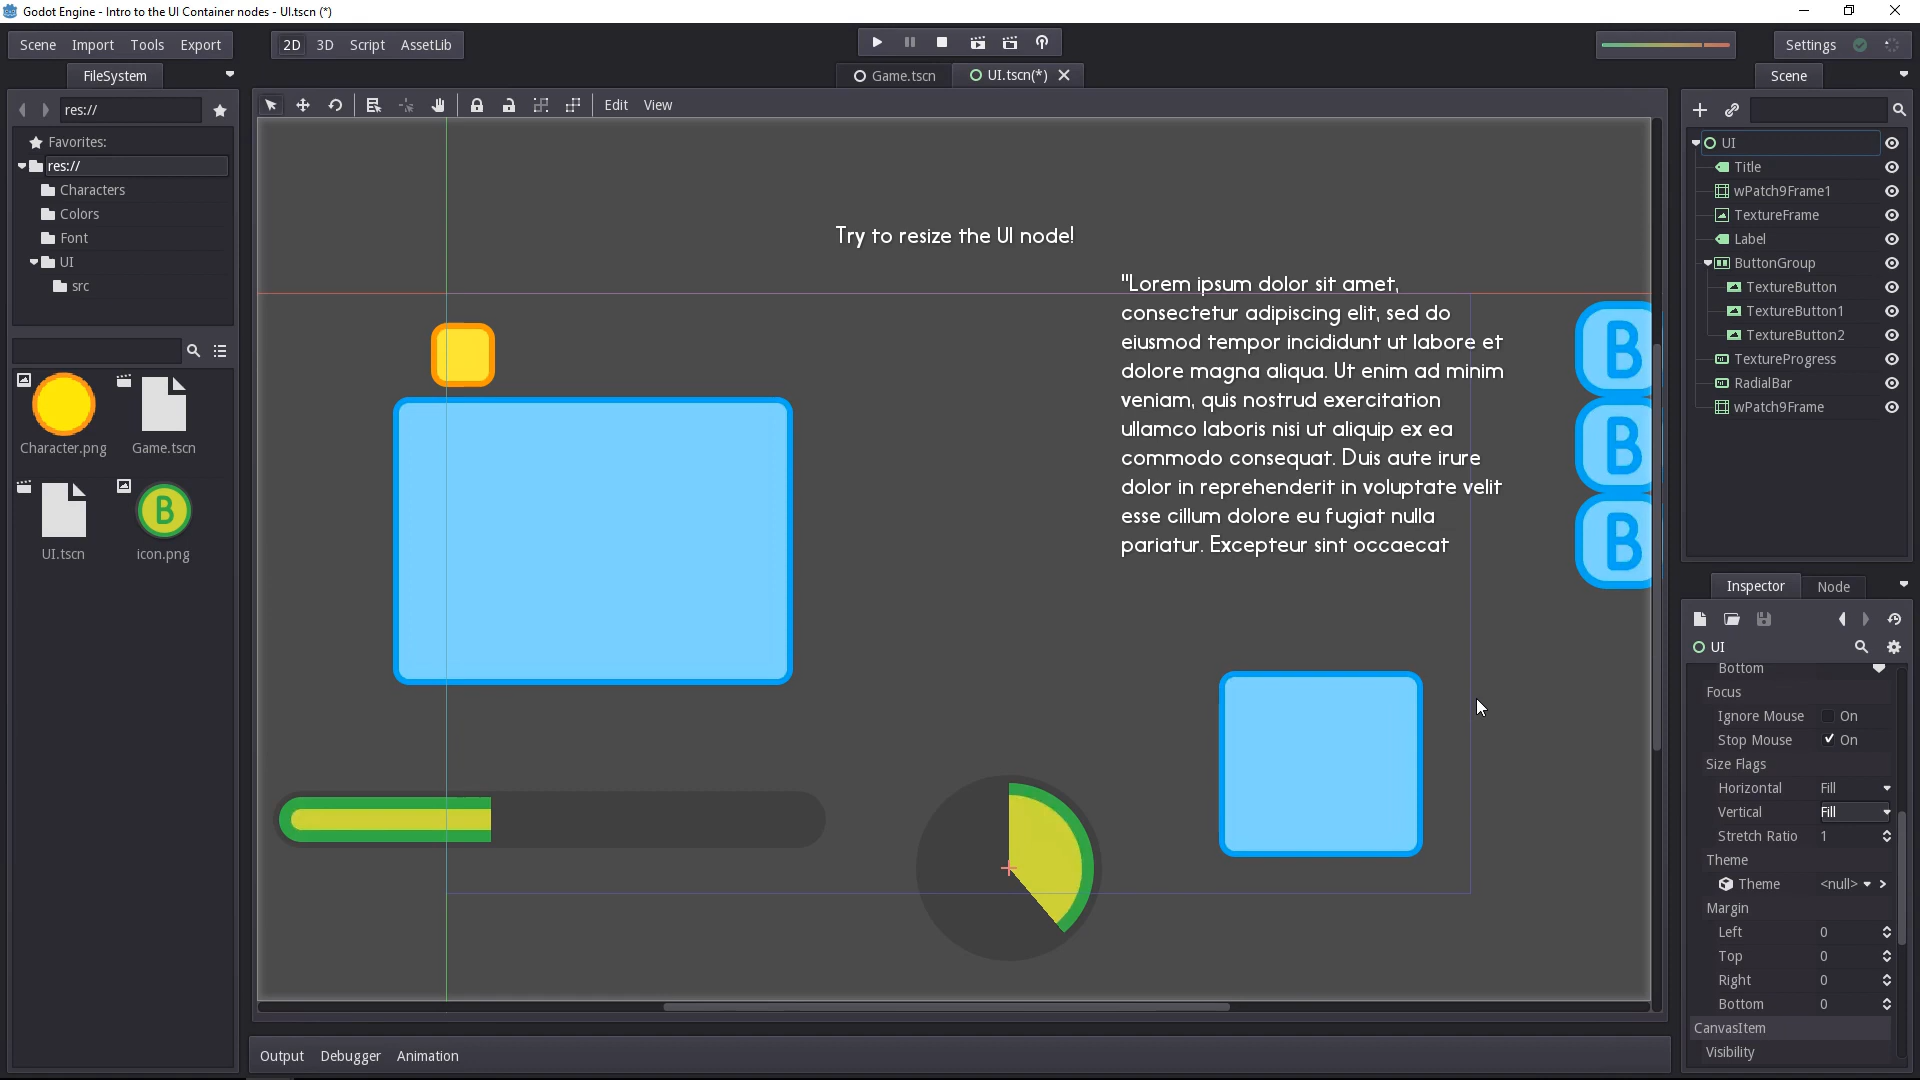 Godot Engine - Intro to the UI Container nodes - UI.tscn (*)
Scene Import Tools Export
2D 3D Script AssetLib
Settings
FileSystem
Game.tscn
UI.tscn(*)
Scene
res://
Edit View
Favorites:
res://
Characters
Colors
Font
UI
src
Character.png
Game.tscn
UI.tscn
B
icon.png
Try to resize the UI node!
"Lorem ipsum dolor sit amet,
consectetur adipiscing elit, sed do
eiusmod tempor incididunt ut labore et
dolore magna aliqua. Ut enim ad minim
veniam, quis nostrud exercitation
ullamco laboris nisi ut aliquip ex ea
commodo consequat. Duis aute irure
dolor in reprehenderit in voluptate velit
esse cillum dolore eu fugiat nulla
pariatur. Excepteur sint occaecat
B
B
B
UI
Title
wPatch9Frame1
TextureFrame
Label
ButtonGroup
TextureButton
TextureButton1
TextureButton2
TextureProgress
RadialBar
wPatch9Frame
Inspector Node
UI
Bottom
Focus
Ignore Mouse On
Stop Mouse On
Size Flags
Horizontal Fill
Vertical Fill
Stretch Ratio 1
Theme
Theme <null>
Margin
Left 0
Top 0
Right 0
Bottom 0
CanvasItem
Visibility
Output Debugger Animation